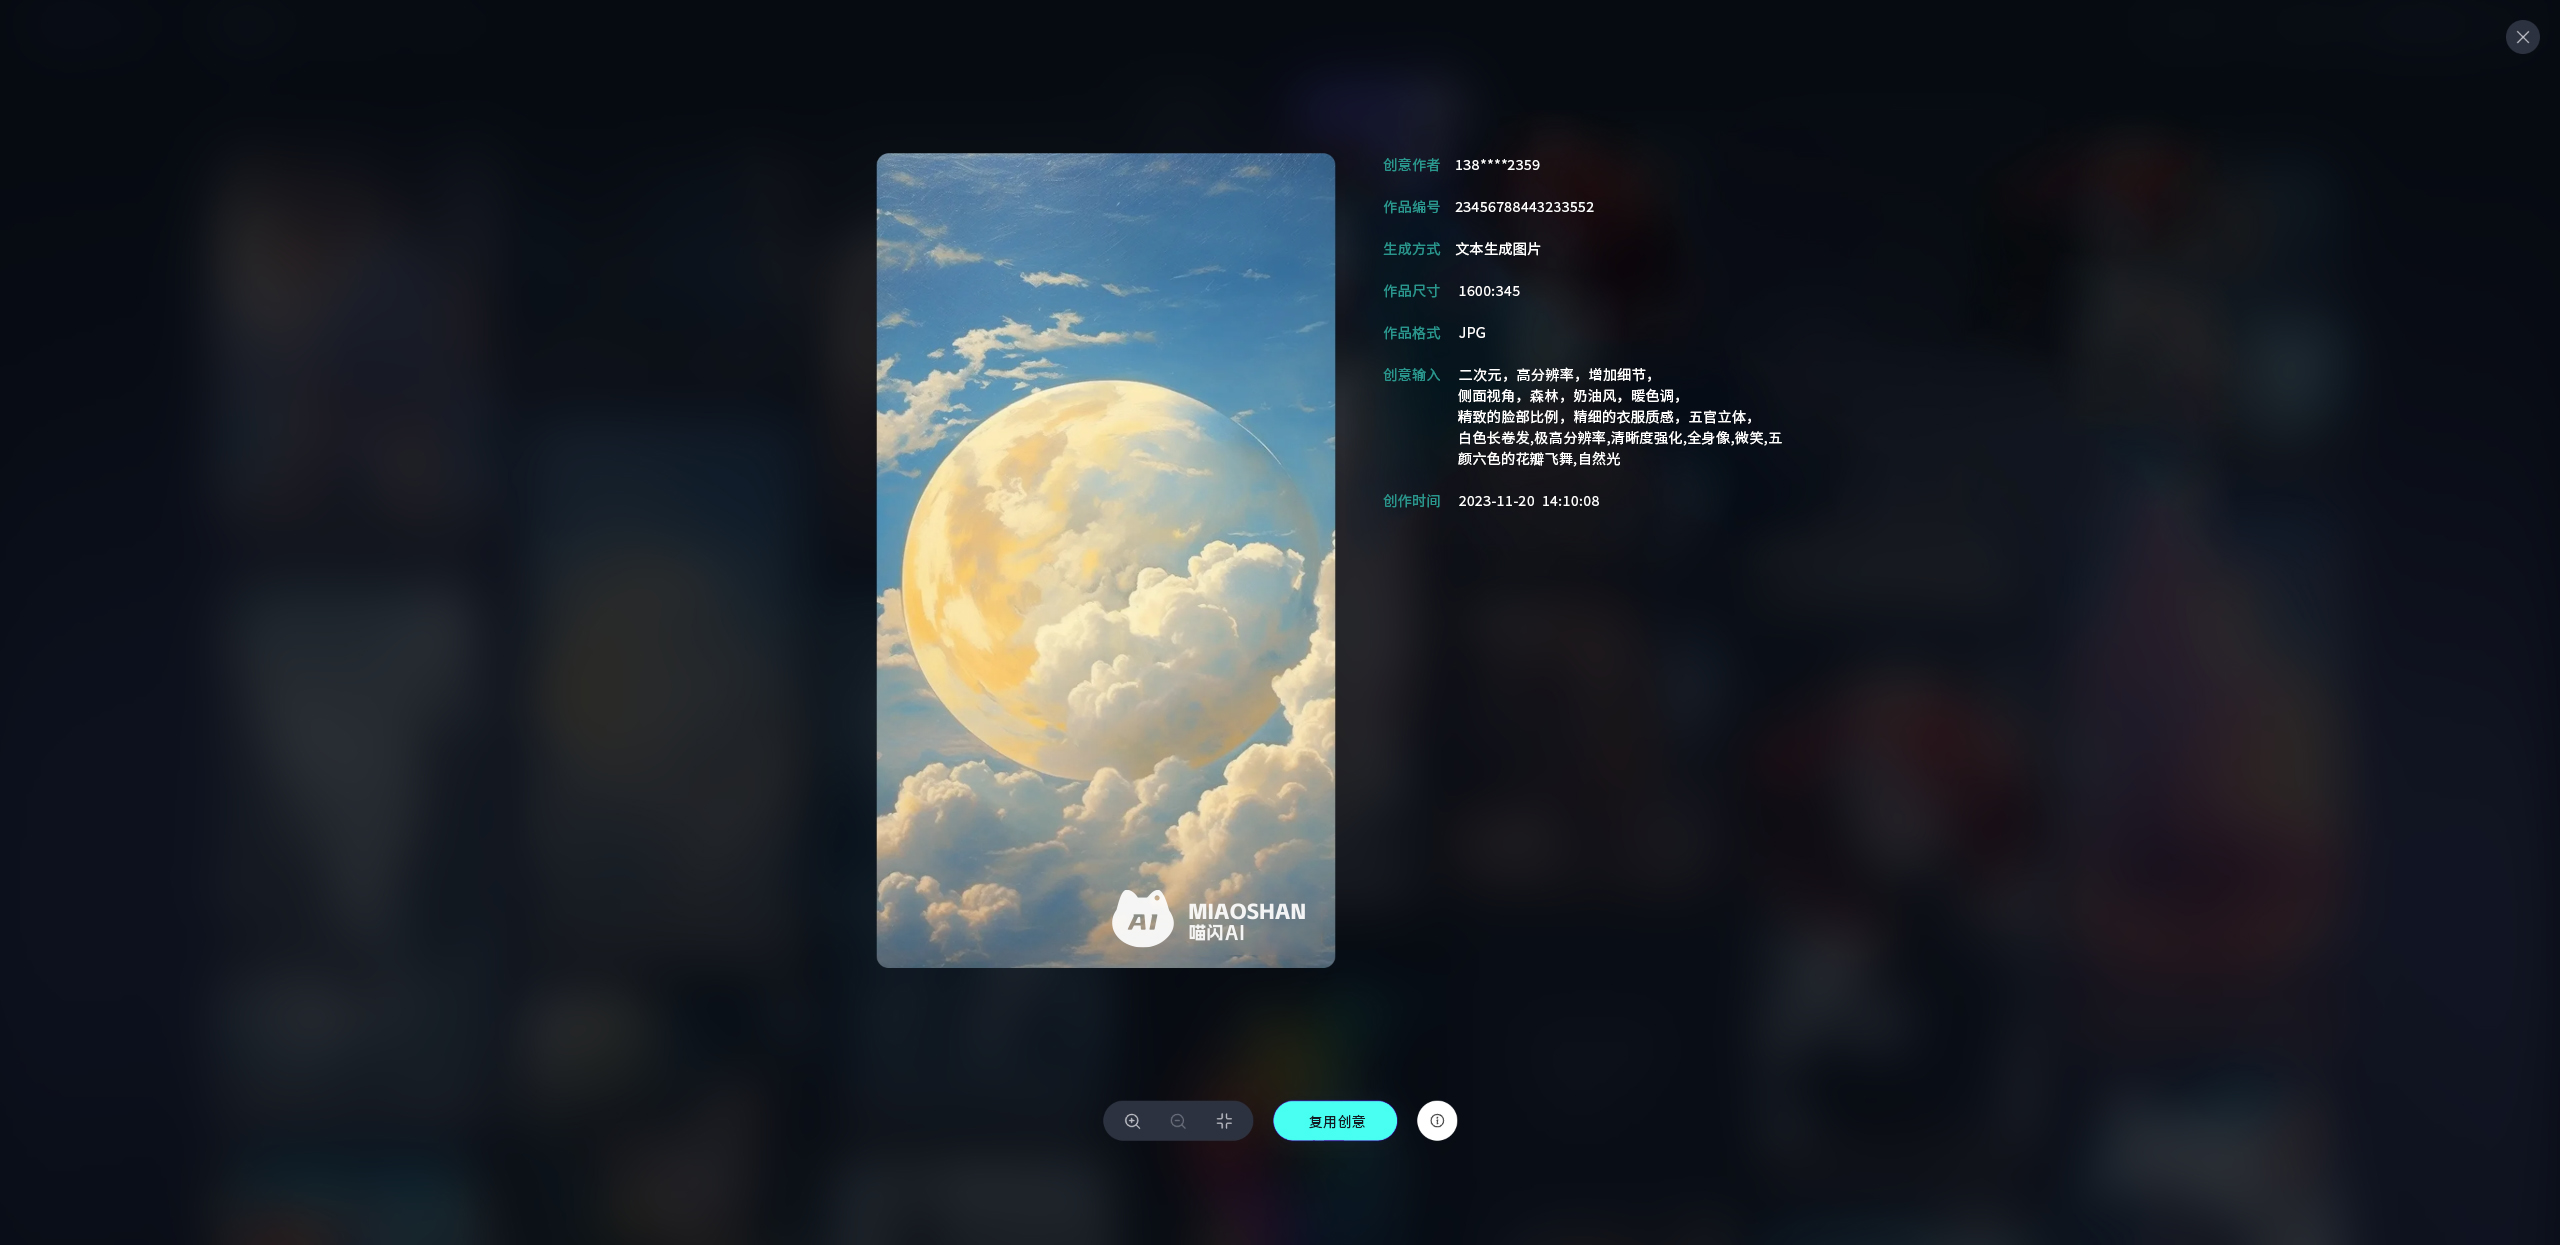 创意作者 138****2359
作品编号 23456788443233552
生成方式 文本生成图片
作品尺寸 1600:345
作品格式 JPG
创意输入 二次元，高分辨率，增加细节，
侧面视角，森林，奶油风，暖色调，
精致的脸部比例，精细的衣服质感，五官立体，
白色长卷发,极高分辨率,清晰度强化,全身像,微笑,五
颜六色的花瓣飞舞,自然光
创作时间 2023-11-20 14:10:08
AI
MIAOSHAN
喵闪AI
复用创意